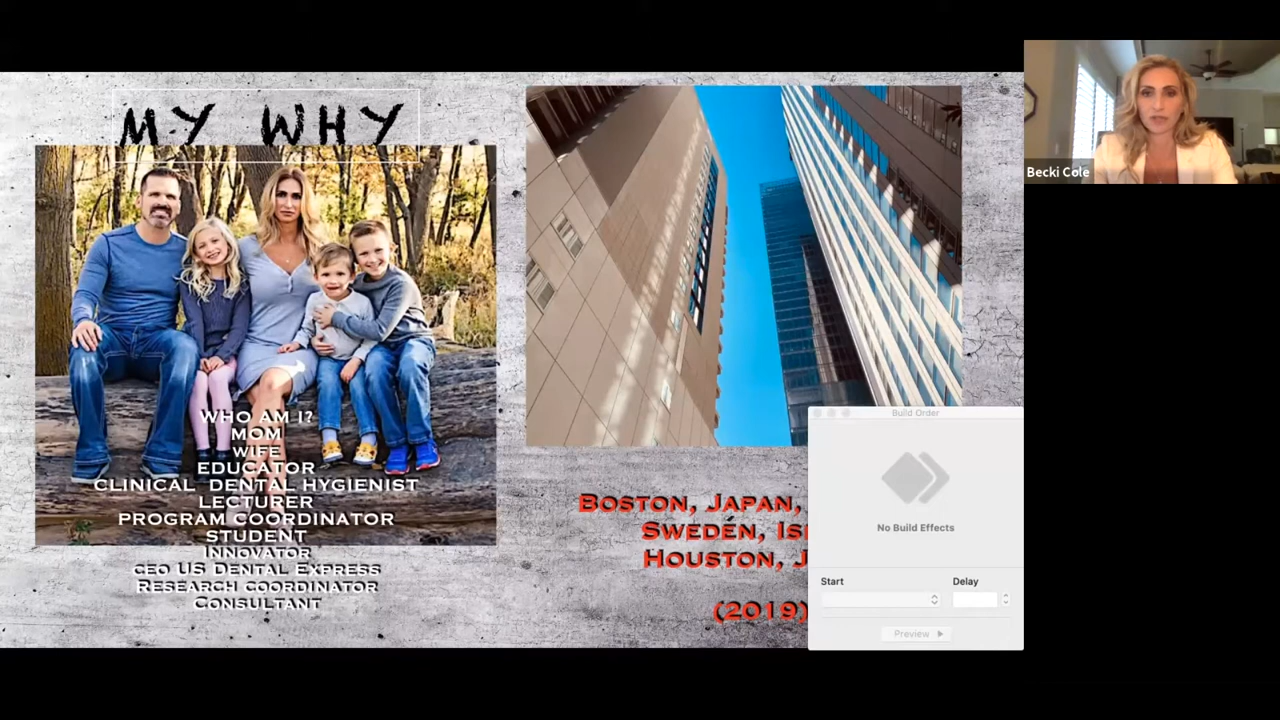 MY WHY
WHO AM I?
MOM
WIFE
EDUCATOR
CLINICAL DENTAL HYGIENIST
LECTURER
PROGRAM COORDINATOR
STUDENT
INNOVATOR
CEO US DENTAL EXPRESS
RESEARCH COORDINATOR
CONSULTANT
BOSTON, JAPAN,
SWEDÉN,
HOUSTON,
(2019)
Build Order
No Build Effects
Start
Delay
Preview
Becki Cole